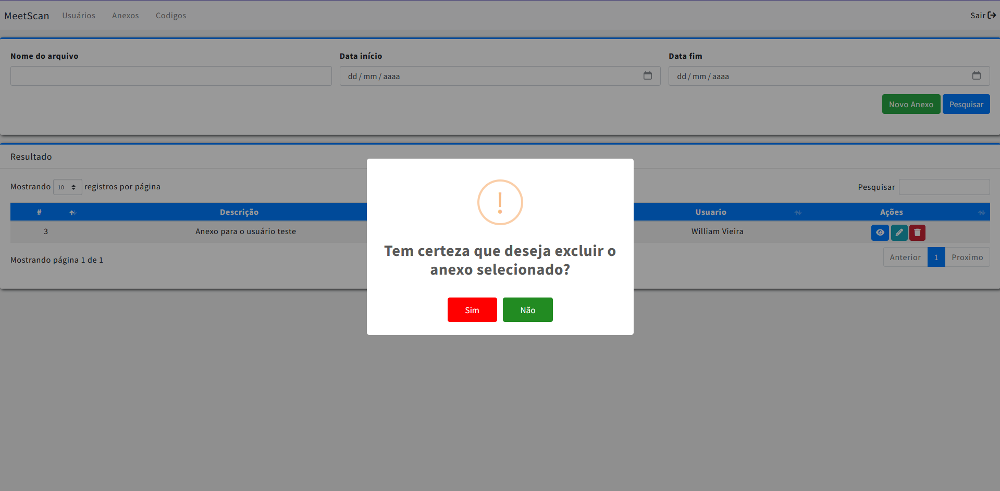 MeetScan Usuários Anexos Codigos Sair
Nome do arquivo Data início Data fim
dd / mm / aaaa dd / mm / aaaa
Novo Anexo Pesquisar
Resultado
Mostrando 10 registros por página Pesquisar
# Descrição Usuario Ações
3 Anexo para o usuário teste William Vieira
Mostrando página 1 de 1 Anterior 1 Proximo
!
Tem certeza que deseja excluir o
anexo selecionado?
Sim Não